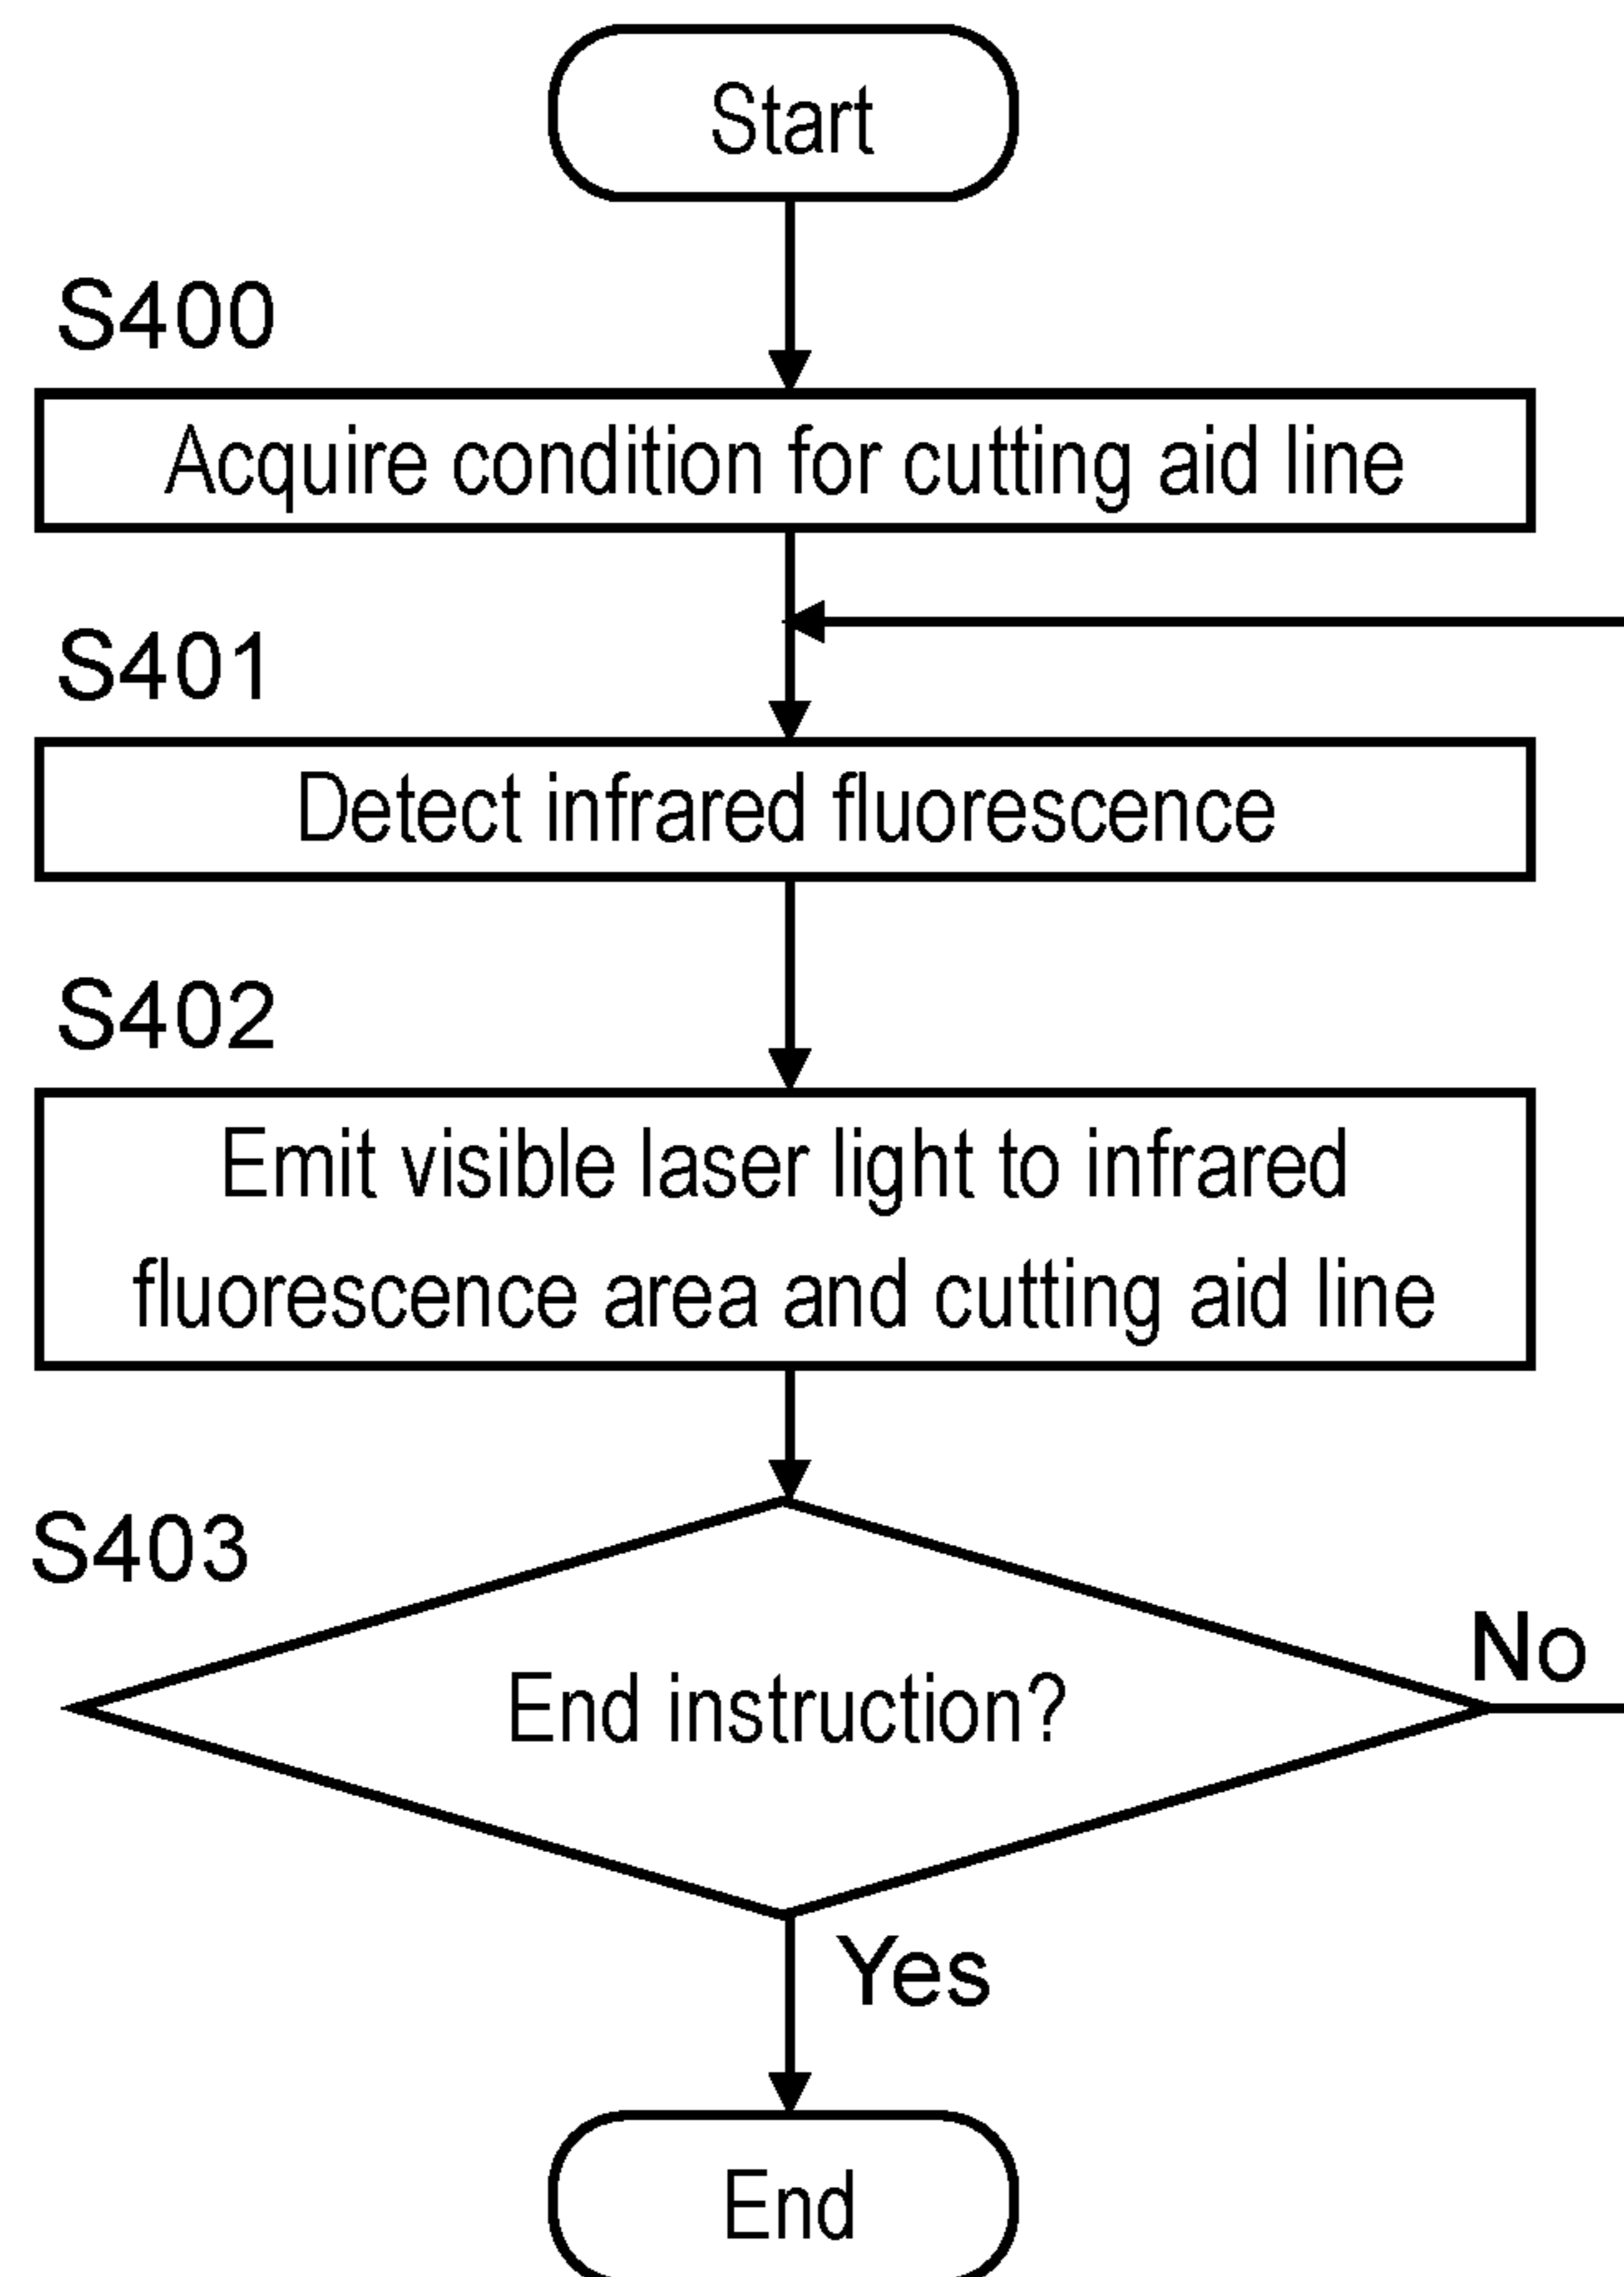 Start
S400
Acquire condition for cutting aid line
S401
Detect infrared fluorescence
S402
Emit visible laser light to infrared
fluorescence area and cutting aid line
S403
End instruction?
No
Yes
End